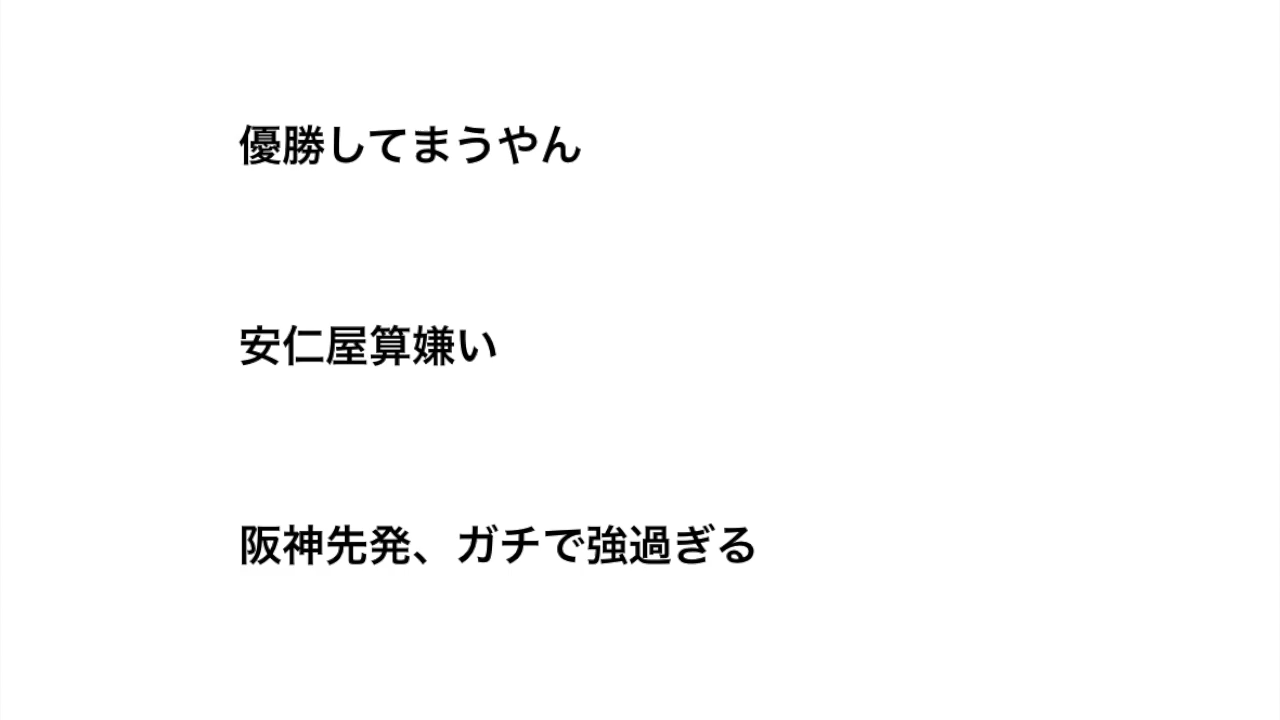 優勝してまうやん
安仁屋算嫌い
阪神先発、ガチで強過ぎる